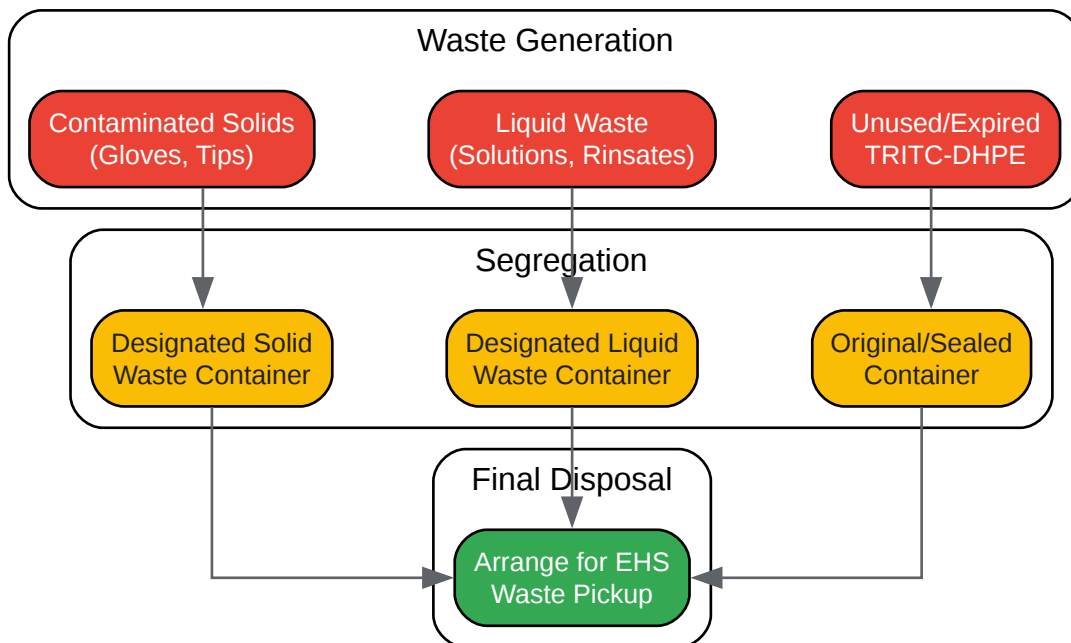 Waste Generation
Contaminated Solids
(Gloves, Tips)
Liquid Waste
(Solutions, Rinsates)
Unused/Expired
TRITC-DHPE
Segregation
Designated Solid
Waste Container
Designated Liquid
Waste Container
Original/Sealed
Container
Final Disposal
Arrange for EHS
Waste Pickup